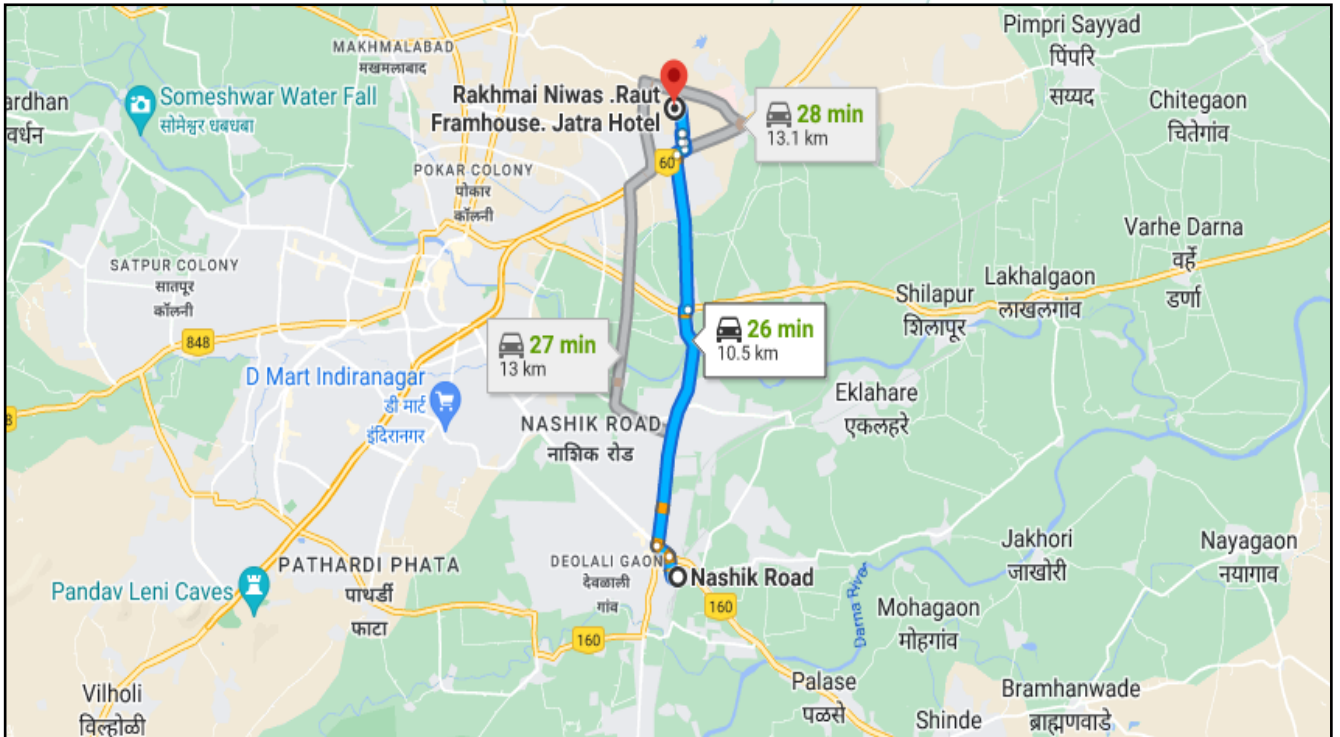 Pimpri Sayyad
पिंपरि
सय्यद
MAKHMALABAD
मखमलाबाद
ardhan
वर्धन
Someshwar Water Fall
सोमेश्वर धबधबा
Rakhmai Niwas .Raut
Framhouse. Jatra Hotel
28 min
13.1 km
Chitegaon
चितेगांव
60
POKAR COLONY
पोकार
कॉलनी
Varhe Darna
वर्हे
डर्णा
SATPUR COLONY
सातपूर
कॉलनी
Lakhalgaon
लाखलगांव
Shilapur
शिलापूर
848
27 min
13 km
26 min
10.5 km
D Mart Indiranagar
डी मार्ट
इंदिरानगर
Eklahare
एकलहरे
8
NASHIK ROAD
नाशिक रोड
Jakhori
जाखोरी
Nayagaon
नयागाव
PATHARDI PHATA
पाथर्डी
फाटा
DEOLALI GAON
देवळाली
गांव
Nashik Road
Pandav Leni Caves
160
Darna River
Mohagaon
मोहगांव
160
Vilholi
विल्होळी
Palase
पळसे
Bramhanwade
ब्राह्मणवाडे
Shinde